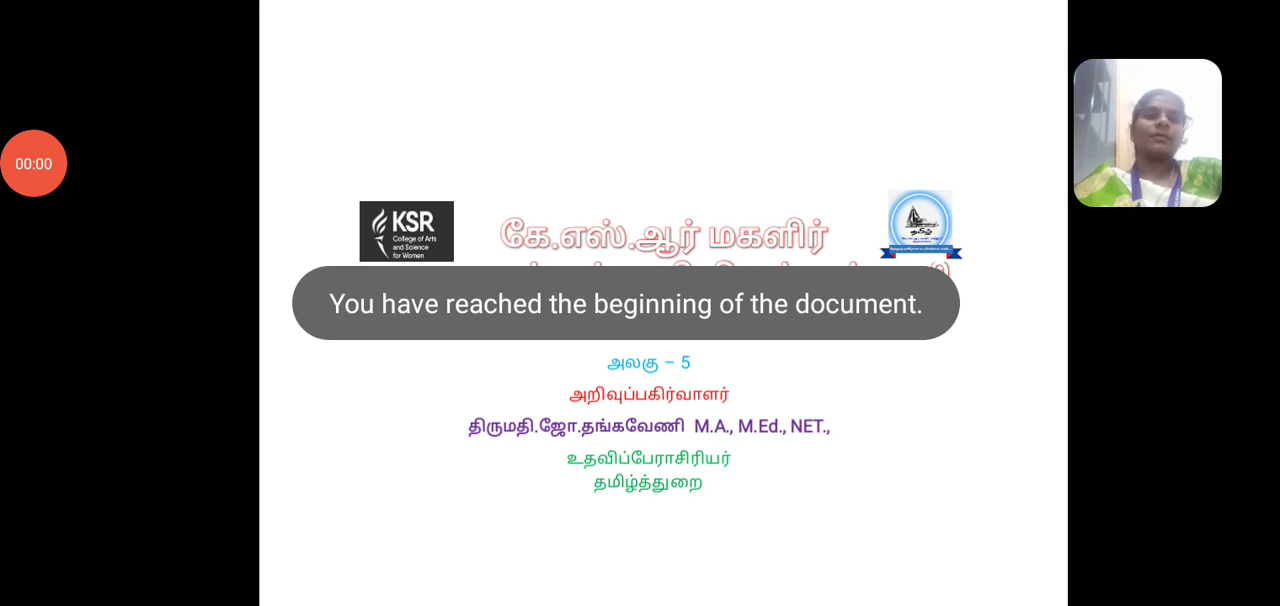 00:00
KSR
College of Arts
and Science
for Women
கே.எஸ்.ஆர் மகளிர்
தமிழ்
You have reached the beginning of the document.
அலகு – 5
அறிவுப்பகிர்வாளர்
திருமதி.ஜோ.தங்கவேணி M.A., M.Ed., NET.,
உதவிப்பேராசிரியர்
தமிழ்த்துறை